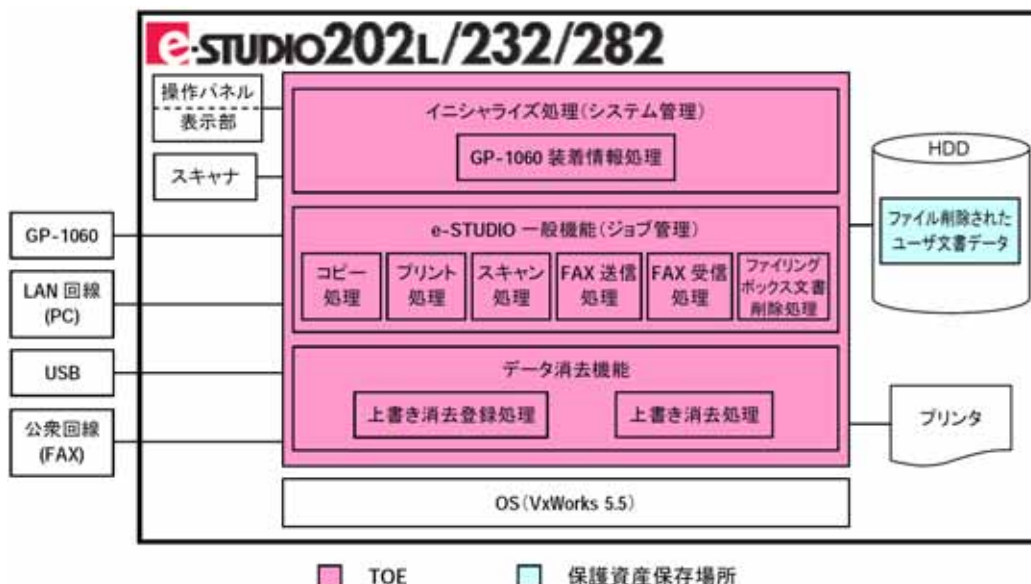 e-STUDIO202L/232/282
操作パネル
表示部
スキャナ
GP-1060
LAN 回線
(PC)
USB
公衆回線
(FAX)
イニシャライズ処理(システム管理)
GP-1060 装着情報処理
e-STUDIO 一般機能(ジョブ管理)
コピー
処理
プリント
処理
スキャン
処理
FAX 送信
処理
FAX 受信
処理
ファイリング
ボックス文書
削除処理
データ消去機能
上書き消去登録処理
上書き消去処理
OS(VxWorks 5.5)
HDD
ファイル削除された
ユーザ文書データ
プリンタ
TOE
保護資産保存場所